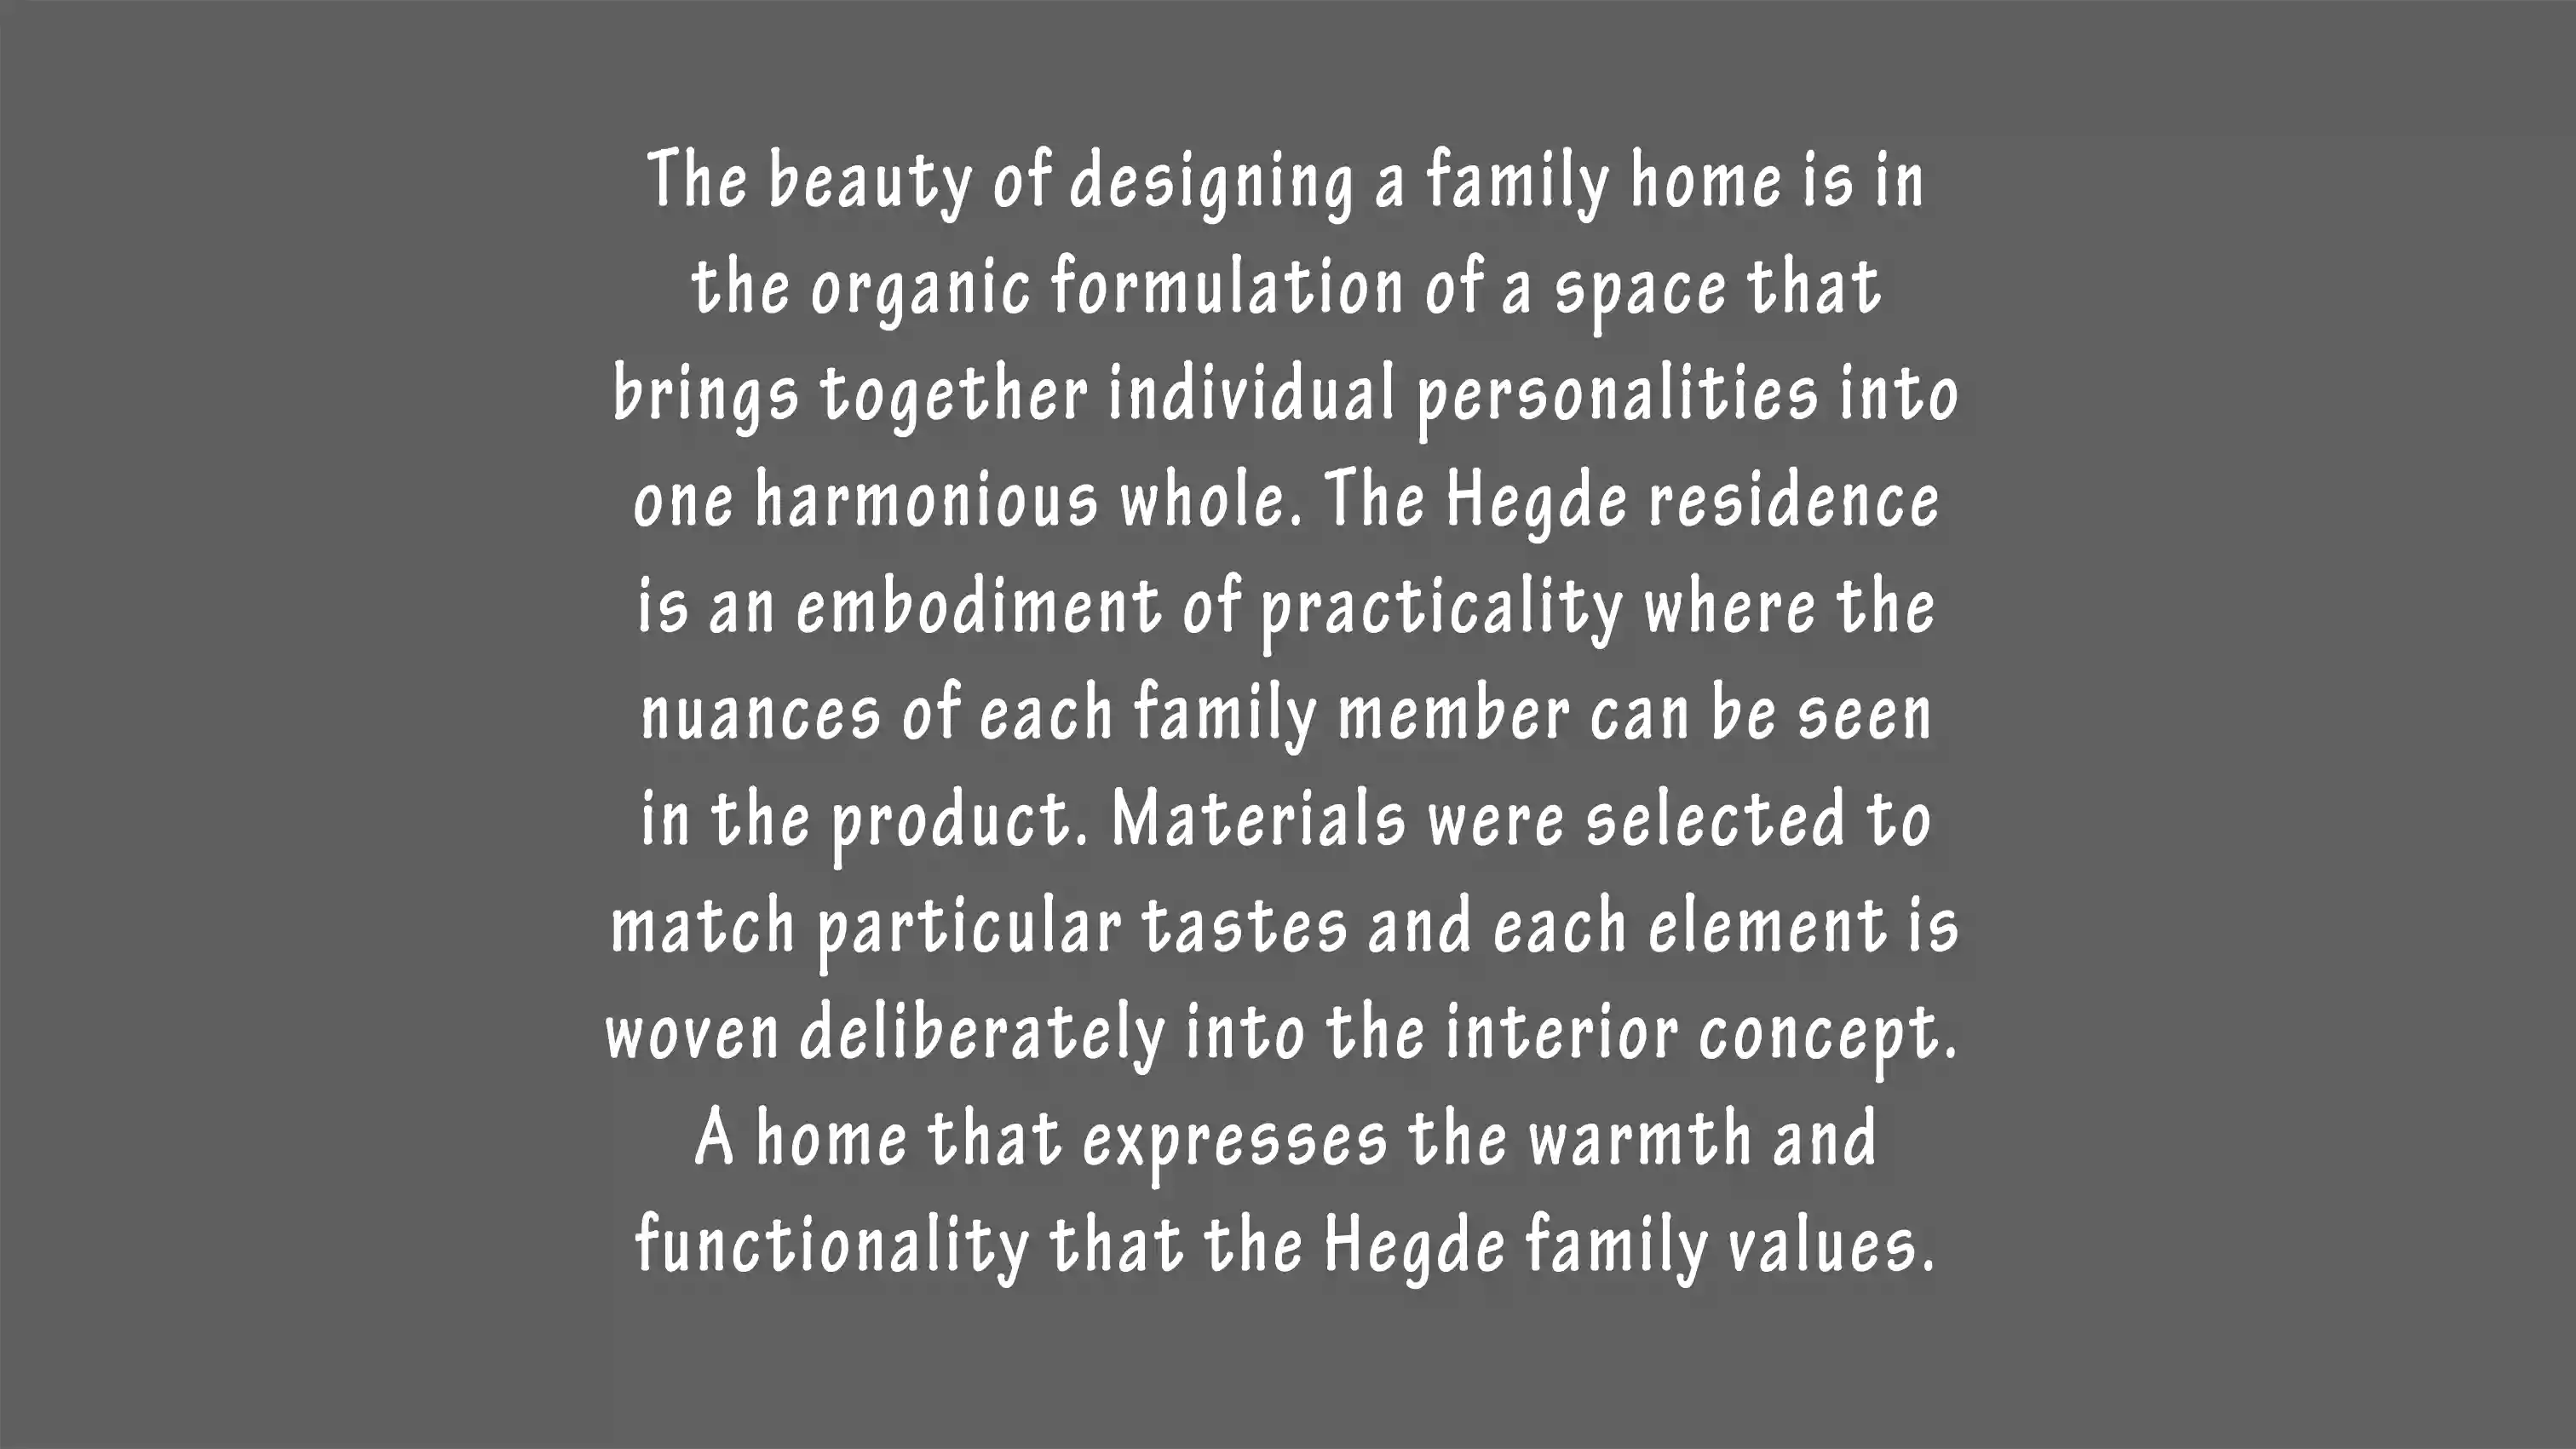 The beauty of designing a family home is in
the organic formulation of a space that
brings together individual personalities into
one harmonious whole. The Hegde residence
is an embodiment of practicality where the
nuances of each family member can be seen
in the product. Materials were selected to
match particular tastes and each element is
woven deliberately into the interior concept.
A home that expresses the warmth and
functionality that the Hegde family values.